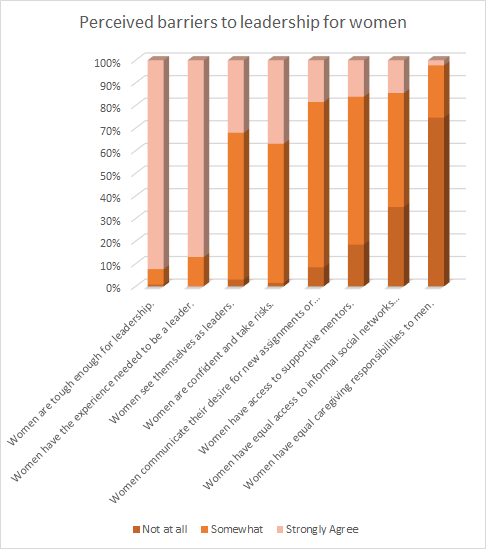 Perceived barriers to leadership for women
100%
90%
80%
70%
60%
50%
40%
30%
20%
10%
0%
Women are tough enough for leadership.
Women have the experience needed to be a leader.
Women see themselves as leaders.
Women are confident and take risks.
Women communicate their desire for new assignments or...
Women have access to supportive mentors.
Women have equal access to informal social networks...
Women have equal caregiving responsibilities to men.
Not at all Somewhat Strongly Agree